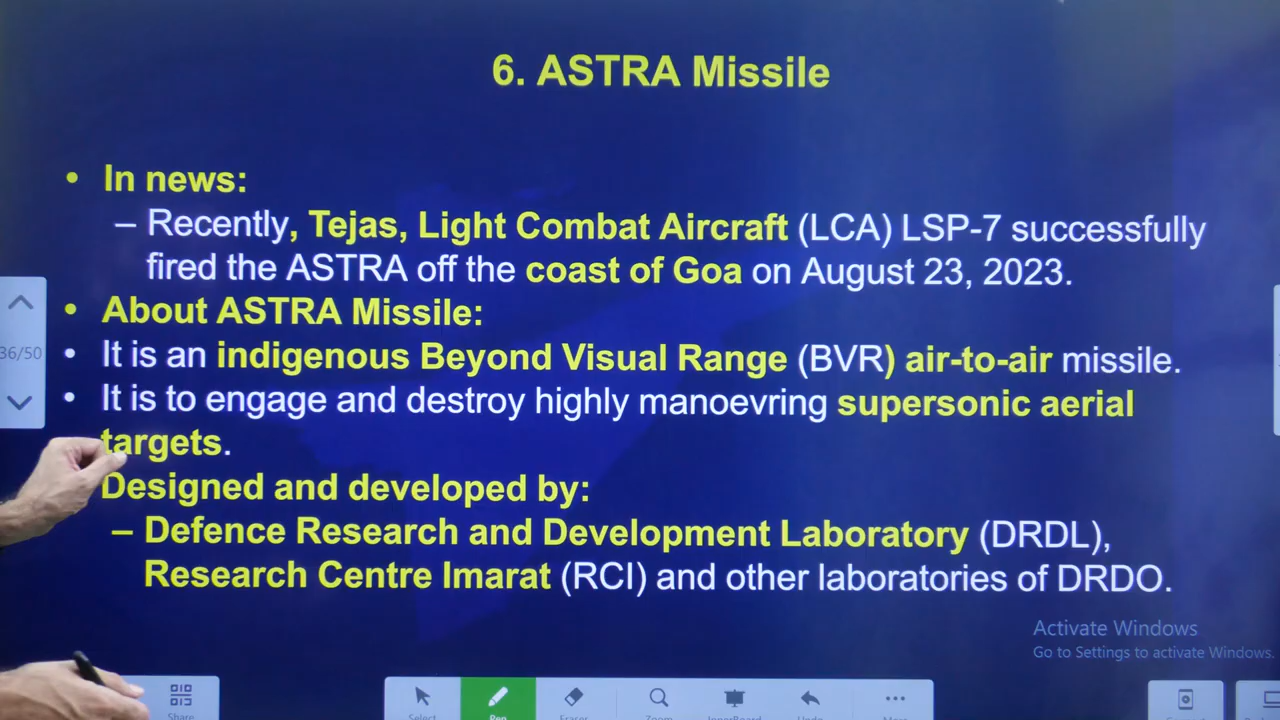 6. ASTRA Missile
• In news:
– Recently, Tejas, Light Combat Aircraft (LCA) LSP-7 successfully
fired the ASTRA off the coast of Goa on August 23, 2023.
• About ASTRA Missile:
• It is an indigenous Beyond Visual Range (BVR) air-to-air missile.
36/50
• It is to engage and destroy highly manoevring supersonic aerial
targets.
Designed and developed by:
– Defence Research and Development Laboratory (DRDL),
Research Centre Imarat (RCI) and other laboratories of DRDO.
Activate Windows
Go to Settings to activate Windows.
Share Select Pen Eraser Zoom Undo More